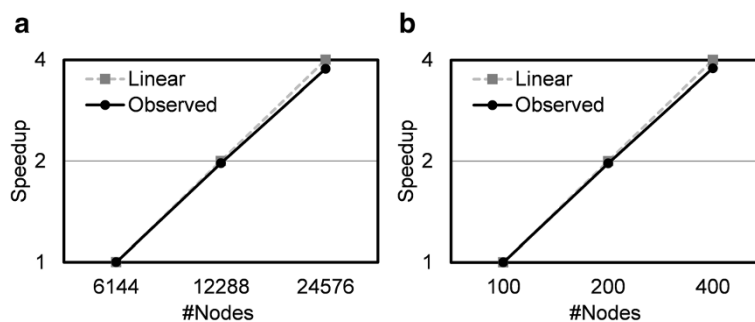 a
4
Linear
Observed
2
1
Speedup
6144 12288 24576
#Nodes
b
4
Linear
Observed
2
1
Speedup
100 200 400
#Nodes